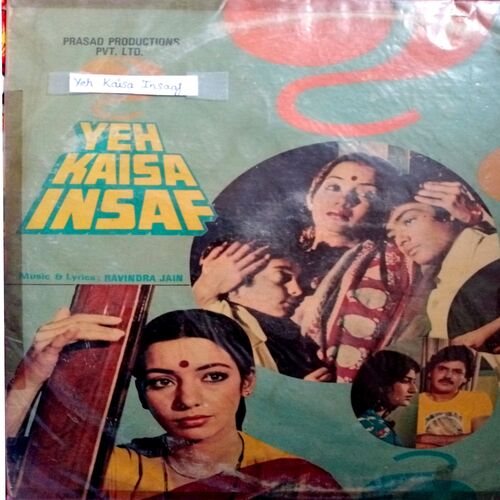 PRASAD PRODUCTIONS
PVT. LTD.
Yeh Kaisa Insaaf
YEH
KAISA
INSAF
Music & Lyrics : RAVINDRA JAIN